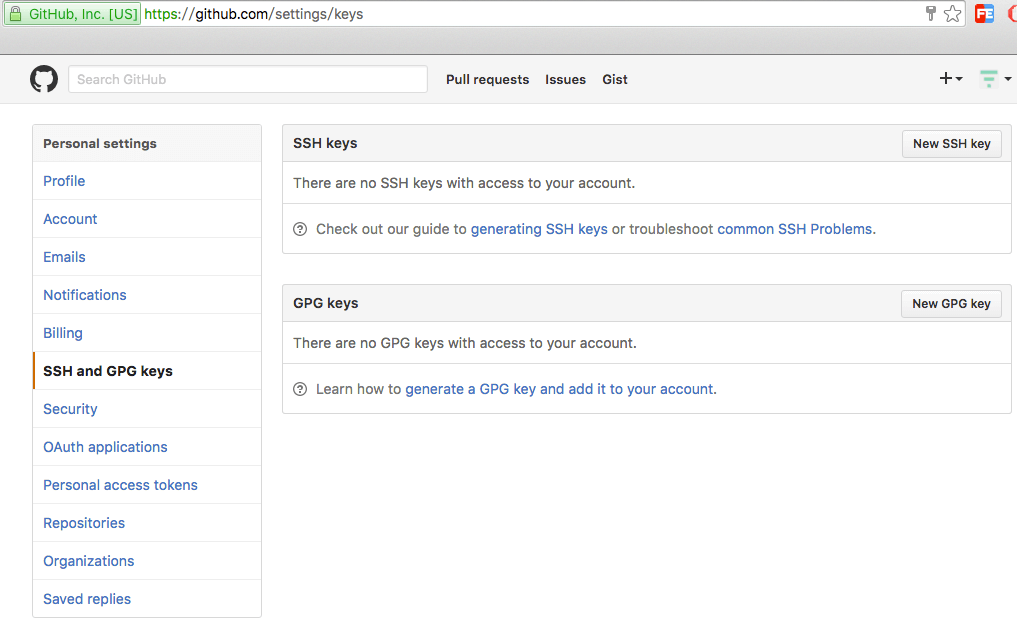 GitHub, Inc. [US] https://github.com/settings/keys
Search GitHub
Pull requests Issues Gist
Personal settings
Profile
Account
Emails
Notifications
Billing
SSH and GPG keys
Security
OAuth applications
Personal access tokens
Repositories
Organizations
Saved replies
SSH keys
New SSH key
There are no SSH keys with access to your account.
Check out our guide to generating SSH keys or troubleshoot common SSH Problems.
GPG keys
New GPG key
There are no GPG keys with access to your account.
Learn how to generate a GPG key and add it to your account.